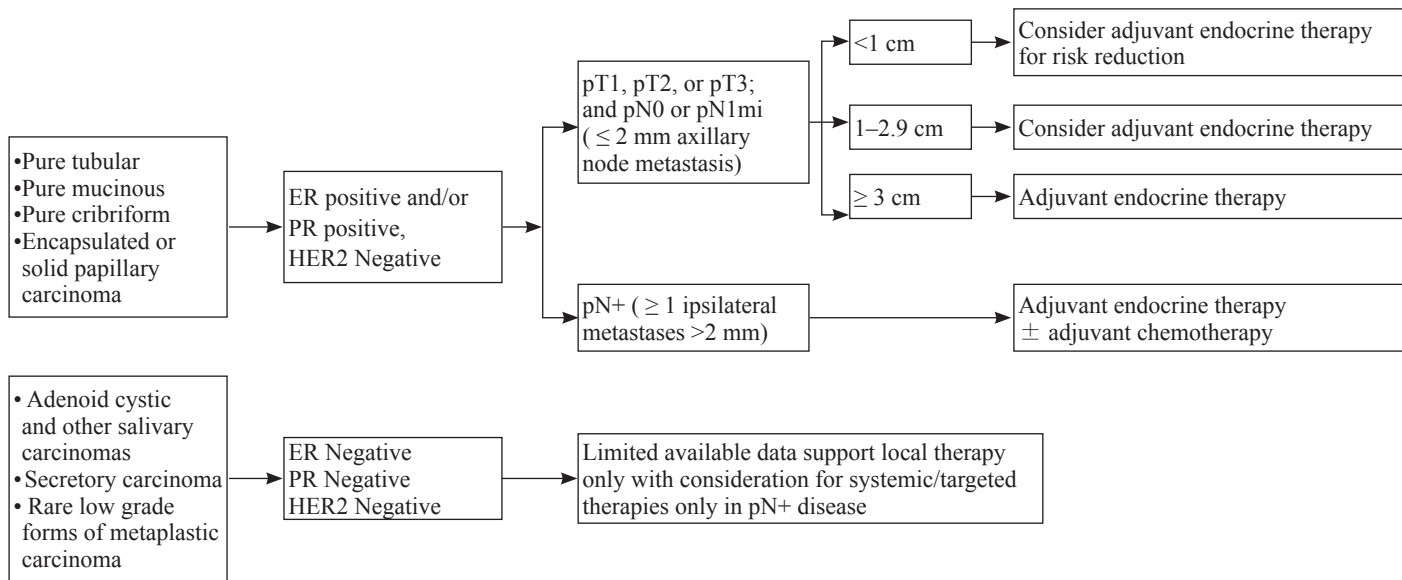 •Pure tubular
•Pure mucinous
•Pure cribriform
•Encapsulated or
solid papillary
carcinoma
ER positive and/or
PR positive,
HER2 Negative
pT1, pT2, or pT3;
and pN0 or pN1mi
( ≤ 2 mm axillary
node metastasis)
<1 cm
Consider adjuvant endocrine therapy
for risk reduction
1–2.9 cm
Consider adjuvant endocrine therapy
≥ 3 cm
Adjuvant endocrine therapy
pN+ ( ≥ 1 ipsilateral
metastases >2 mm)
Adjuvant endocrine therapy
± adjuvant chemotherapy
• Adenoid cystic
and other salivary
carcinomas
• Secretory carcinoma
• Rare low grade
forms of metaplastic
carcinoma
ER Negative
PR Negative
HER2 Negative
Limited available data support local therapy
only with consideration for systemic/targeted
therapies only in pN+ disease